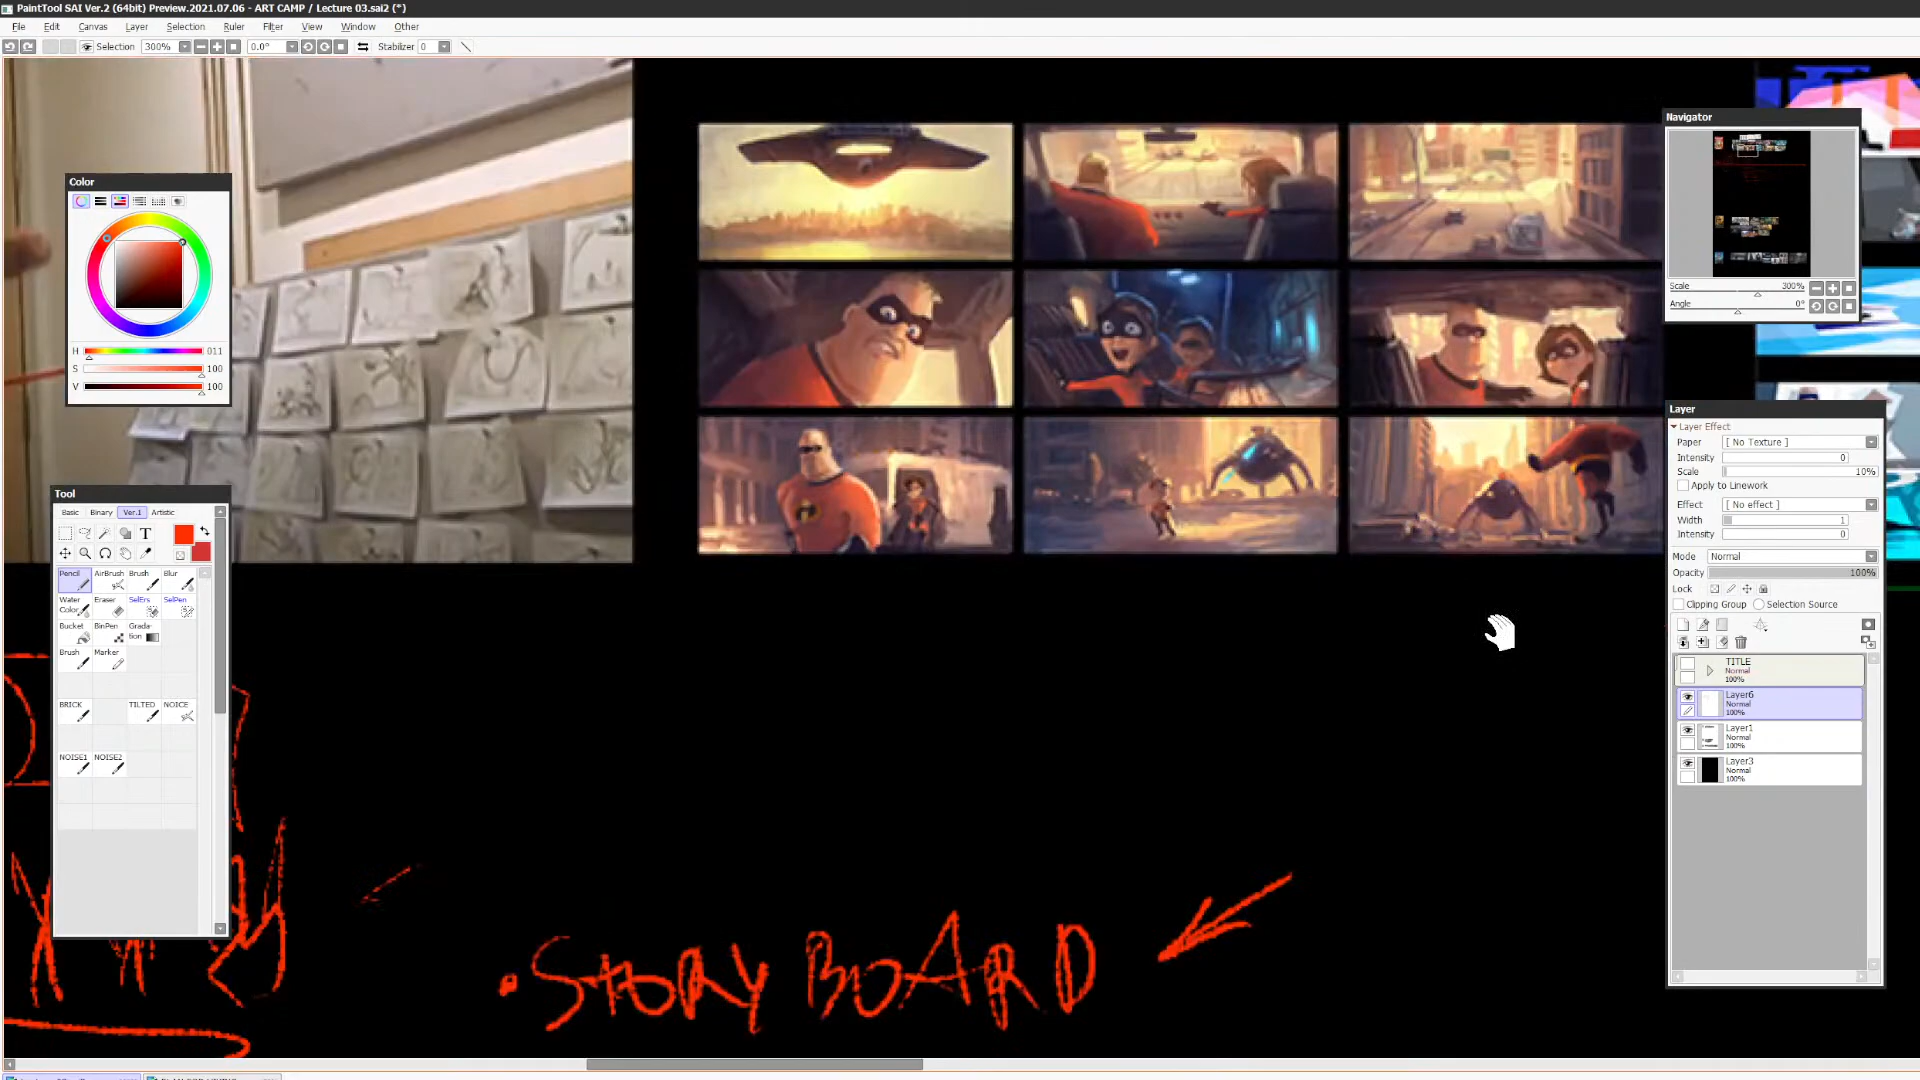 PaintTool SAI Ver.2 (64bit) Preview.2021.07.06 - ART CAMP / Lecture 03.sai2 (*)
File Edit Canvas Layer Selection Ruler Filter View Window Other
Selection 300% 0.0° Stabilizer 0
Navigator
Scale 300%
Angle 0°
Color
H 011
S 100
V 100
Tool
Basic Binary Ver.1 Artistic
T
Pencil AirBrush Brush Blur
Water Color Eraser SelErs SelPen
Bucket BinPen Grada-tion
Brush Marker
BRICK TILTED NOICE
NOISE1 NOISE2
Layer
Layer Effect
Paper [ No Texture ]
Intensity 0
Scale 10%
Apply to Linework
Effect [ No effect ]
Width 1
Intensity 0
Mode Normal
Opacity 100%
Lock
Clipping Group Selection Source
TITLE
Normal
100%
Layer6
Normal
100%
Layer1
Normal
100%
Layer3
Normal
100%
• STORY BOARD